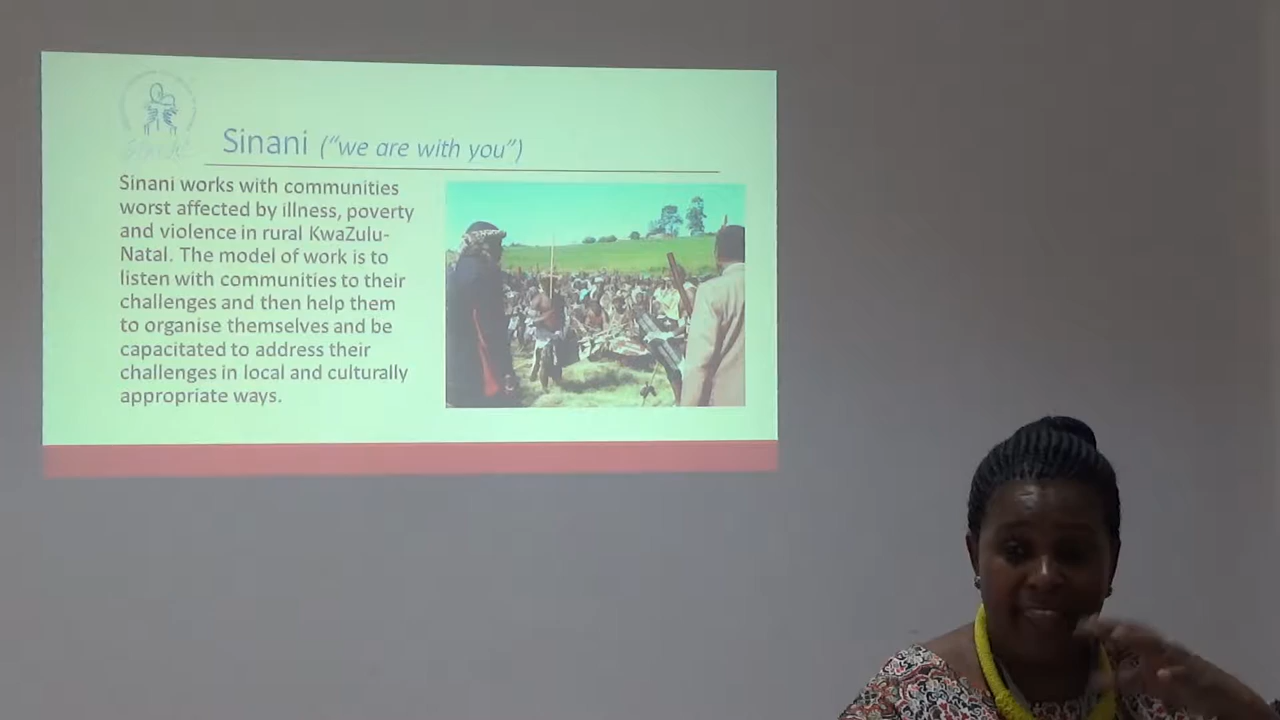 Sinani ("we are with you")
Sinani works with communities
worst affected by illness, poverty
and violence in rural KwaZulu-
Natal. The model of work is to
listen with communities to their
challenges and then help them
to organise themselves and be
capacitated to address their
challenges in local and culturally
appropriate ways.